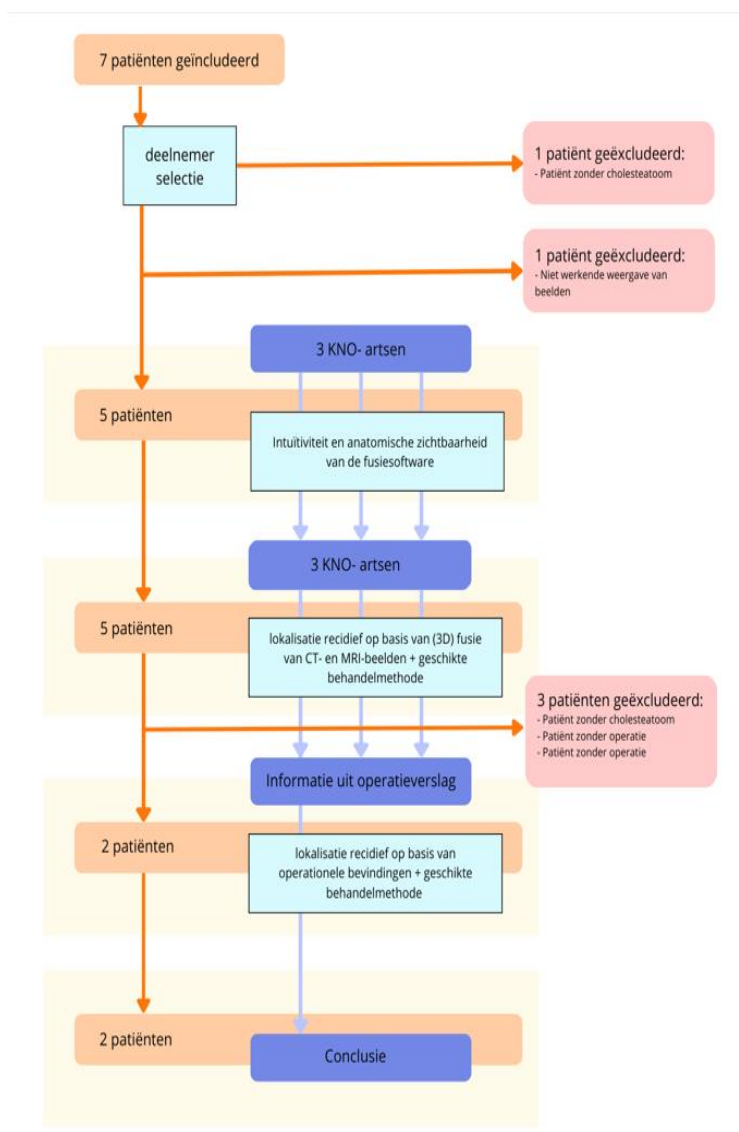 7 patiënten geïncludeerd
deelnemer
selectie
1 patiënt geëxcludeerd:
- Patiënt zonder cholesteatoom
1 patiënt geëxcludeerd:
- Niet werkende weergave van
beelden
3 KNO- artsen
5 patiënten
Intuïtiviteit en anatomische zichtbaarheid
van de fusiesoftware
3 KNO- artsen
5 patiënten
lokalisatie recidief op basis van (3D) fusie
van CT- en MRI-beelden + geschikte
behandelmethode
3 patiënten geëxcludeerd:
- Patiënt zonder cholesteatoom
- Patiënt zonder operatie
- Patiënt zonder operatie
Informatie uit operatieverslag
2 patiënten
lokalisatie recidief op basis van
operationele bevindingen + geschikte
behandelmethode
2 patiënten
Conclusie